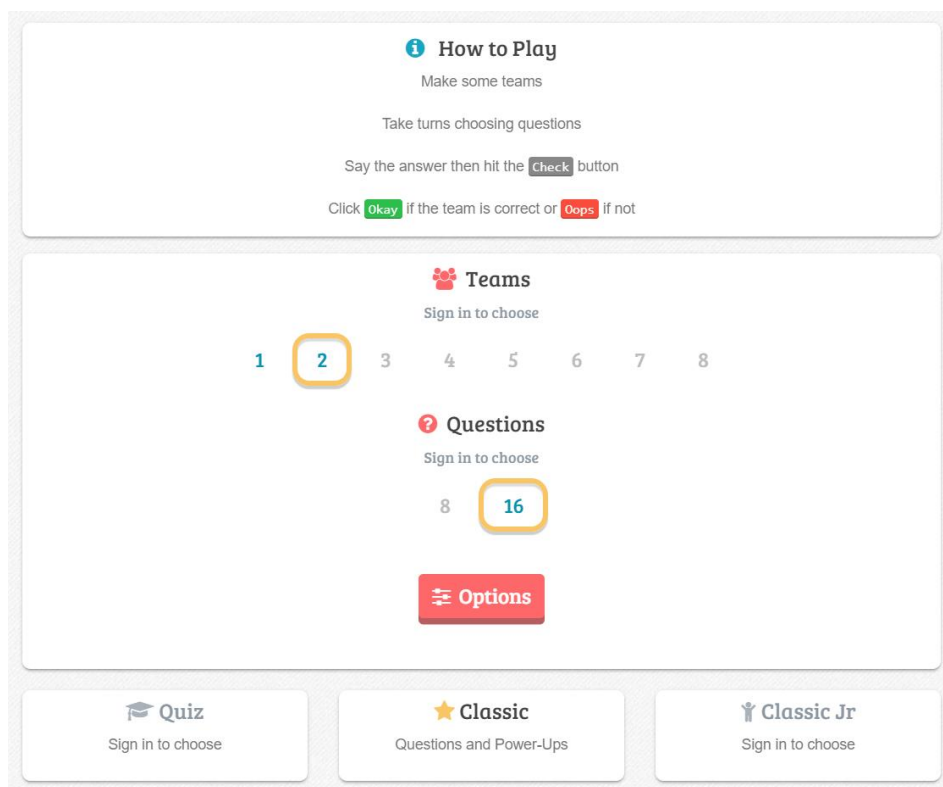 How to Play
Make some teams
Take turns choosing questions
Say the answer then hit the Check button
Click Okay if the team is correct or Oops if not
Teams
Sign in to choose
1 2 3 4 5 6 7 8
Questions
Sign in to choose
8 16
Options
Quiz
Sign in to choose
Classic
Questions and Power-Ups
Classic Jr
Sign in to choose